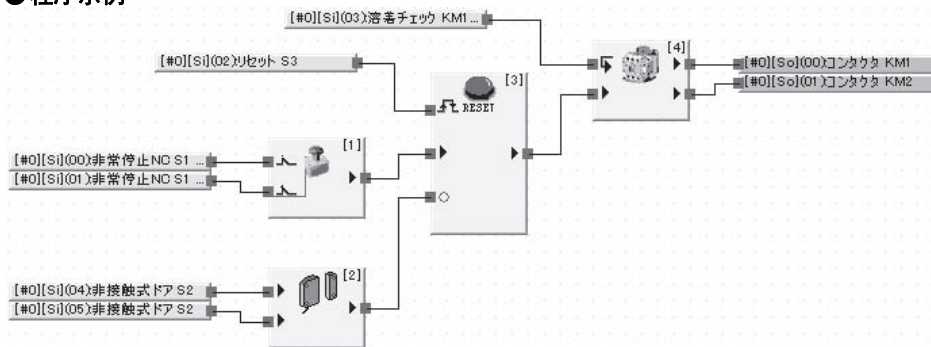 ●程序示例
[#0][Si](03)溶着チェック KM1...
[4]
[#0][Si](02)リセット S3
[#0][So](00)コンタクタ KM1
[#0][So](01)コンタクタ KM2
[3]
RESET
[1]
[#0][Si](00)非常停止NC S1 ...
[#0][Si](01)非常停止NC S1 ...
[2]
[#0][Si](04)非接触式ドア S2
[#0][Si](05)非接触式ドア S2